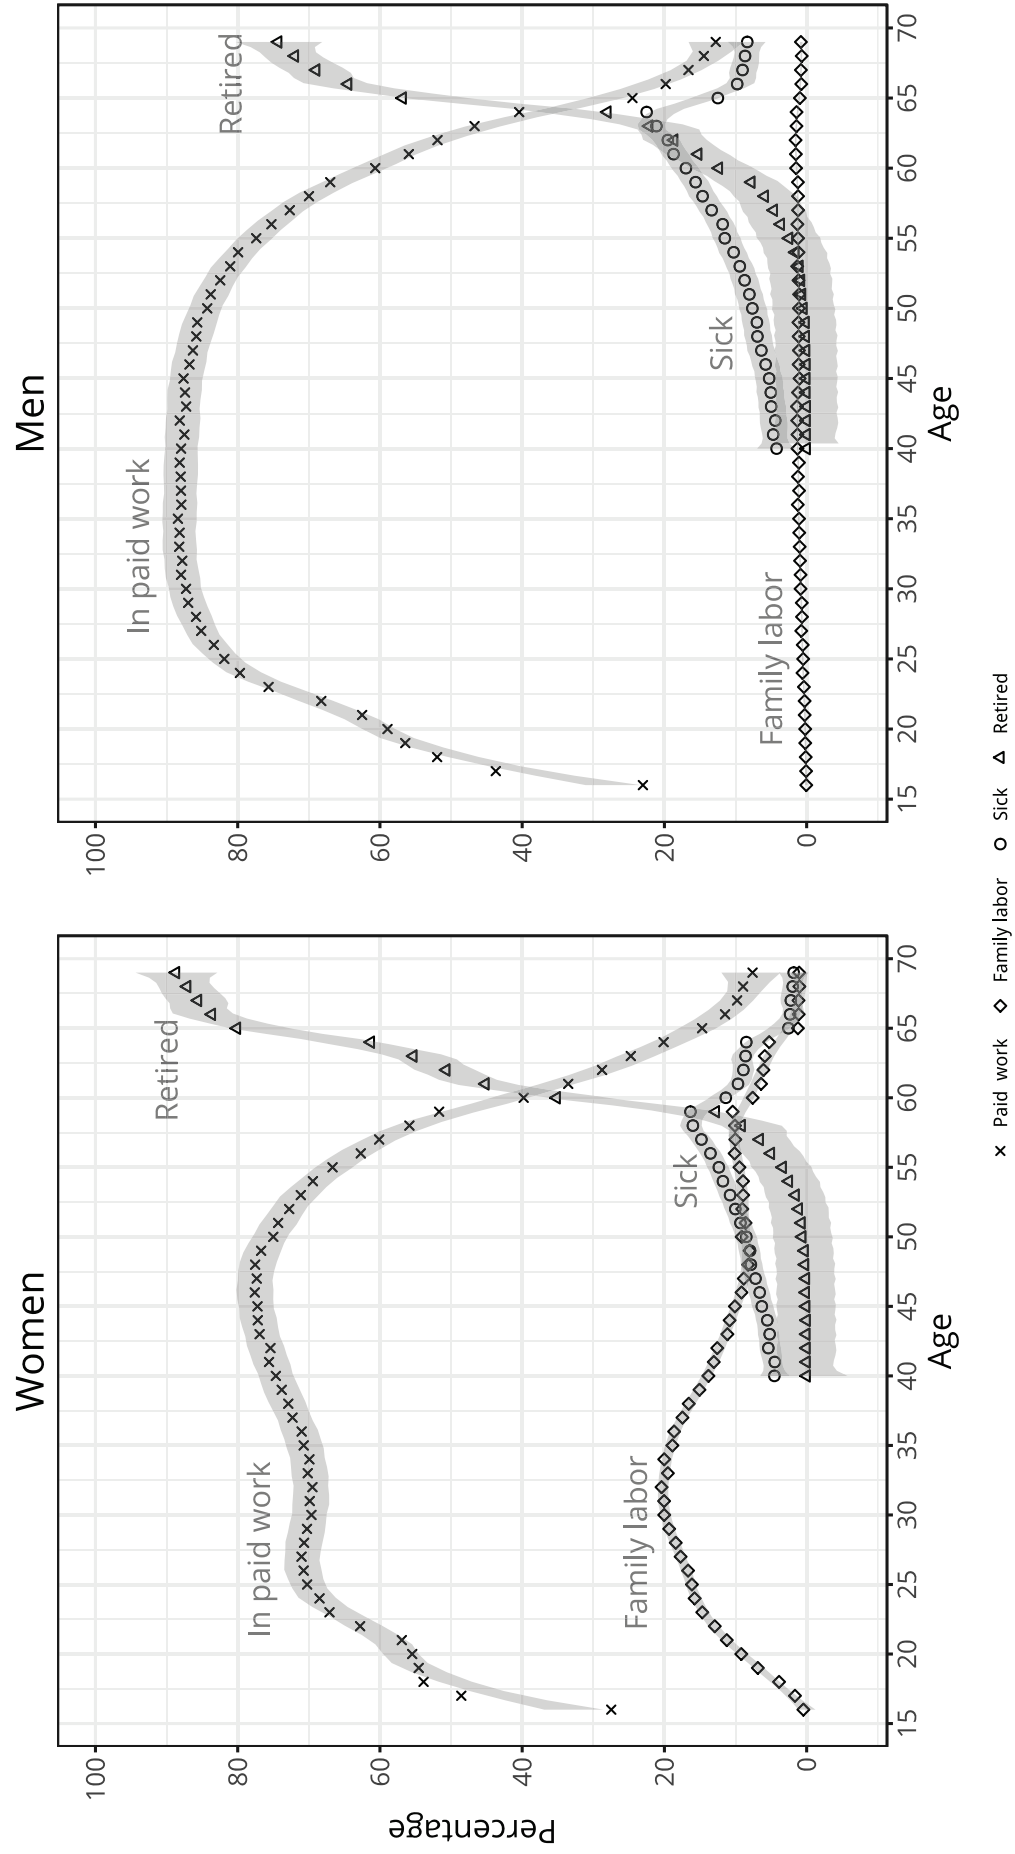 Women
Men
Percentage
100
80
60
40
20
0
In paid work
Retired
Family labor
Sick
15 20 25 30 35 40 45 50 55 60 65 70
Age
100
80
60
40
20
0
In paid work
Retired
Family labor
Sick
15 20 25 30 35 40 45 50 55 60 65 70
Age
Paid work Family labor Sick Retired